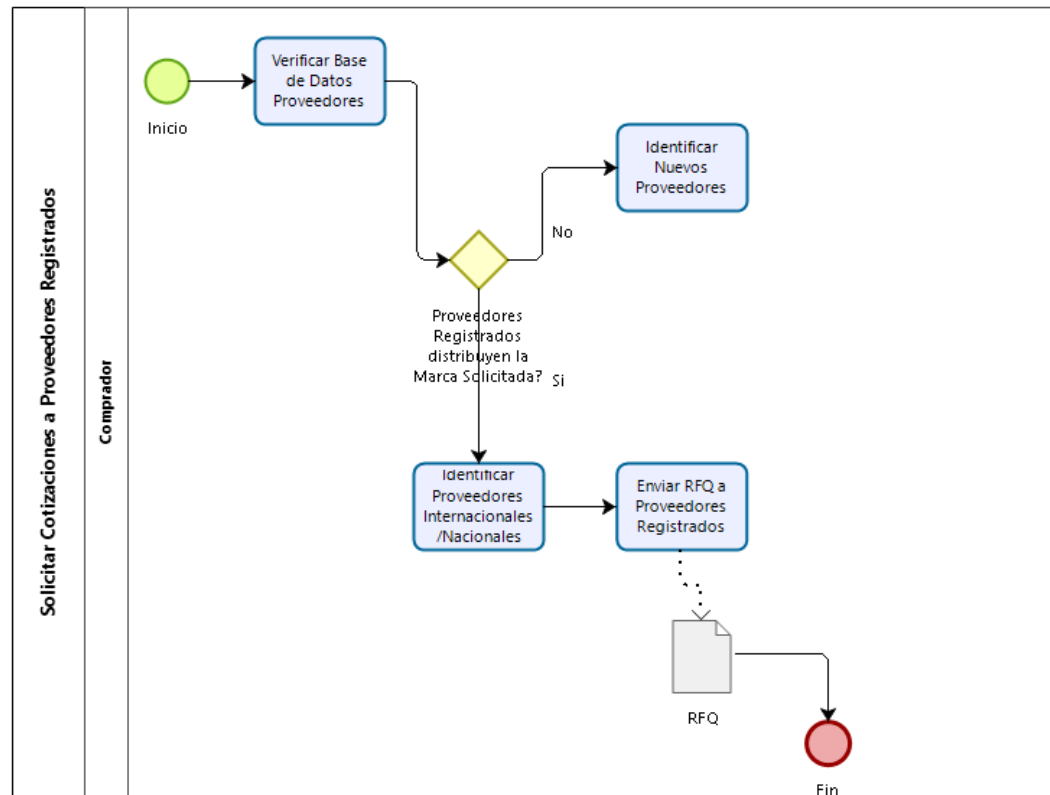 Solicitar Cotizaciones a Proveedores Registrados
Comprador
Inicio
Verificar Base
de Datos
Proveedores
Identificar
Nuevos
Proveedores
No
Proveedores
Registrados
distribuyen la
Marca Solicitada?
Si
Identificar
Proveedores
Internacionales
/Nacionales
Enviar RFQ a
Proveedores
Registrados
RFQ
Fin